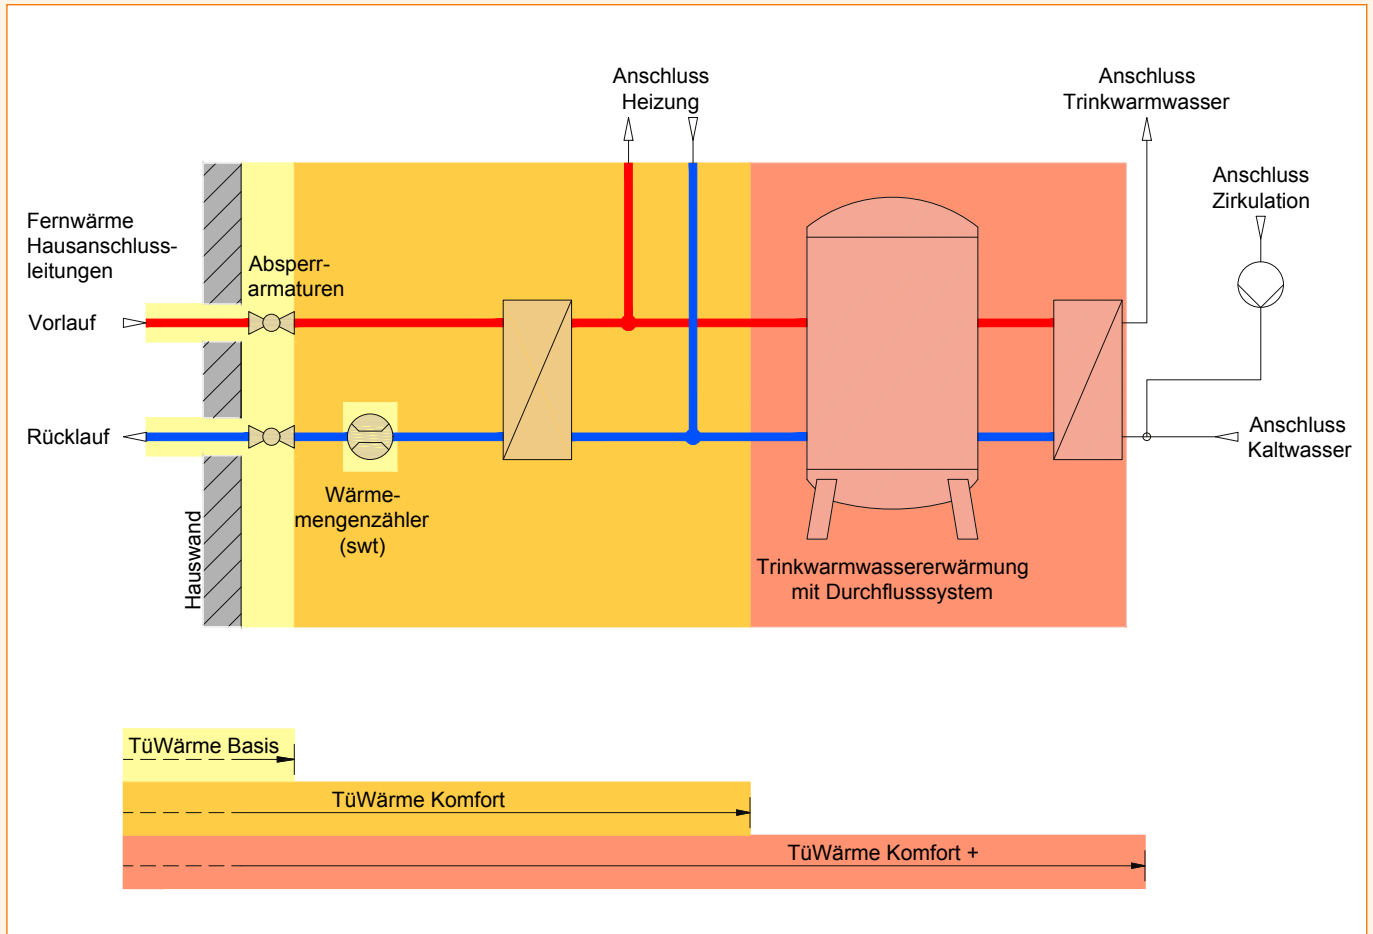 Anschluss
Heizung
Anschluss
Trinkwarmwasser
Anschluss
Zirkulation
Fernwärme
Hausanschluss-
leitungen
Absperr-
armaturen
Vorlauf
Rücklauf
Anschluss
Kaltwasser
Wärme-
mengenzähler
(swt)
Hauswand
Trinkwarmwassererwärmung
mit Durchflusssystem
TüWärme Basis
TüWärme Komfort
TüWärme Komfort +